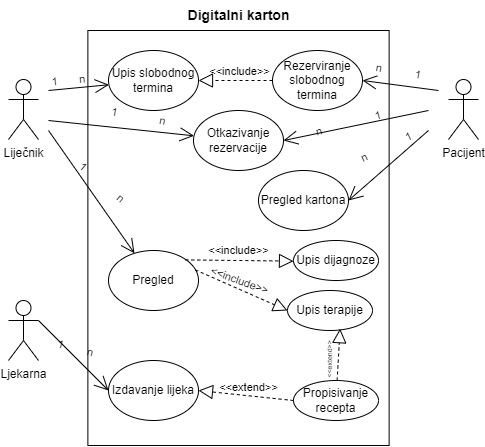 Digitalni karton
Upis slobodnog
termina
<<include>>
Rezerviranje
slobodnog
termina
1
n
n
1
Liječnik
1
n
Otkazivanje
rezervacije
n
1
Pacijent
1
n
Pregled kartona
1
n
Pregled
<<include>>
Upis dijagnoze
<<include>>
Upis terapije
<<extend>>
Ljekarna
1
n
Izdavanje lijeka
<<extend>>
Propisivanje
recepta